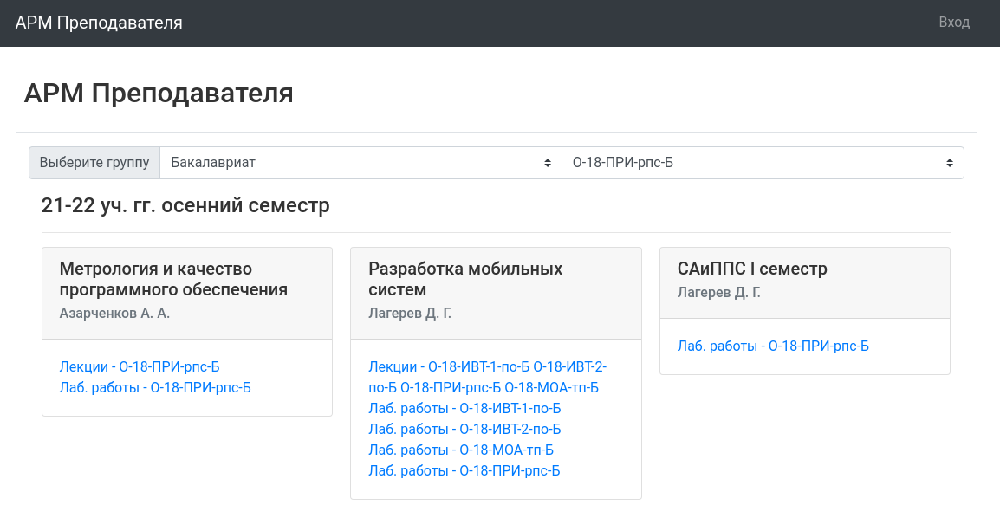 АРМ Преподавателя
Вход
АРМ Преподавателя
Выберите группу
Бакалавриат
О-18-ПРИ-рпс-Б
21-22 уч. гг. осенний семестр
Метрология и качество
программного обеспечения
Азарченков А. А.
Лекции - О-18-ПРИ-рпс-Б
Лаб. работы - О-18-ПРИ-рпс-Б
Разработка мобильных
систем
Лагерев Д. Г.
Лекции - О-18-ИВТ-1-по-Б О-18-ИВТ-2-
по-Б О-18-ПРИ-рпс-Б О-18-МОА-тп-Б
Лаб. работы - О-18-ИВТ-1-по-Б
Лаб. работы - О-18-ИВТ-2-по-Б
Лаб. работы - О-18-МОА-тп-Б
Лаб. работы - О-18-ПРИ-рпс-Б
САиППС I семестр
Лагерев Д. Г.
Лаб. работы - О-18-ПРИ-рпс-Б